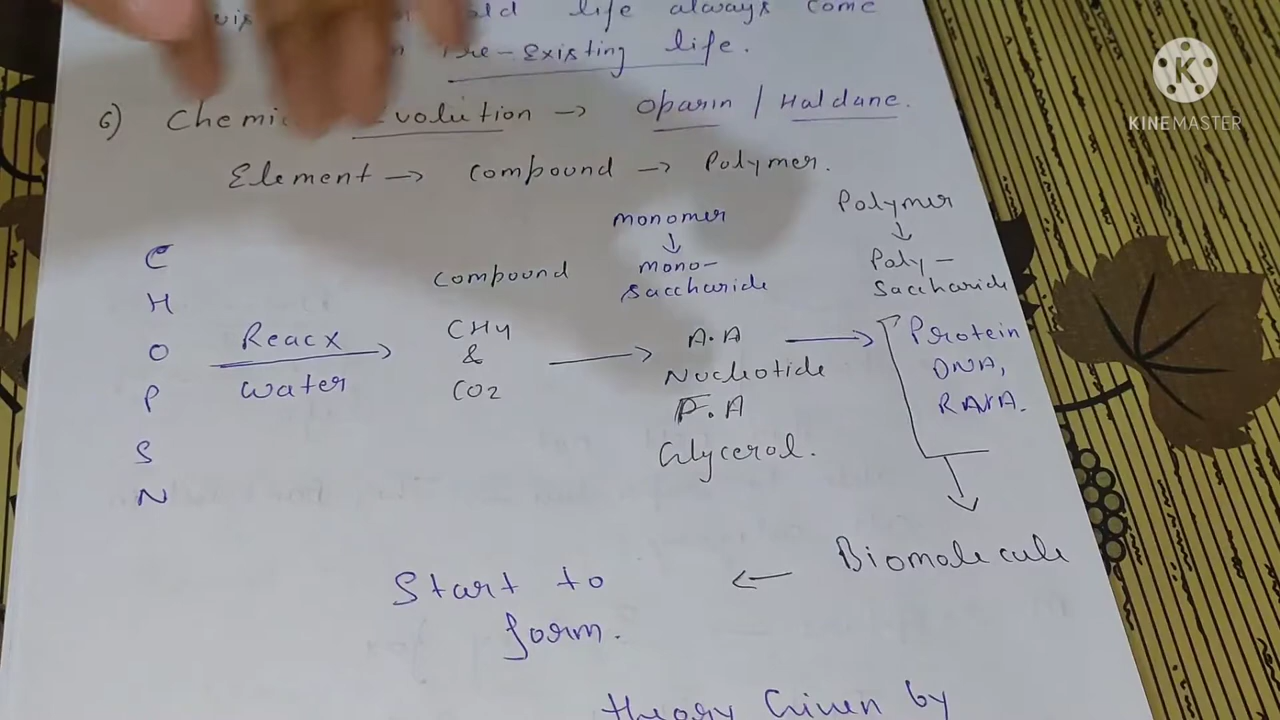 life always come
Pre-Existing life.
6) Chemi volution → Oparin / Haldane.
Element → Compound → Polymer.
monomer
↓
mono-
saccharide
Polymer
↓
Poly-
Saccharide
C
H
O
P
S
N
Reacx
water
→
Compound
CH4
&
CO2
→
A.A
Nucleotide
F.A
Glycerol.
→
Protein
DNA,
RNA.
Biomolecule
←
Start to
form.
theory Given by
K
KINEMASTER